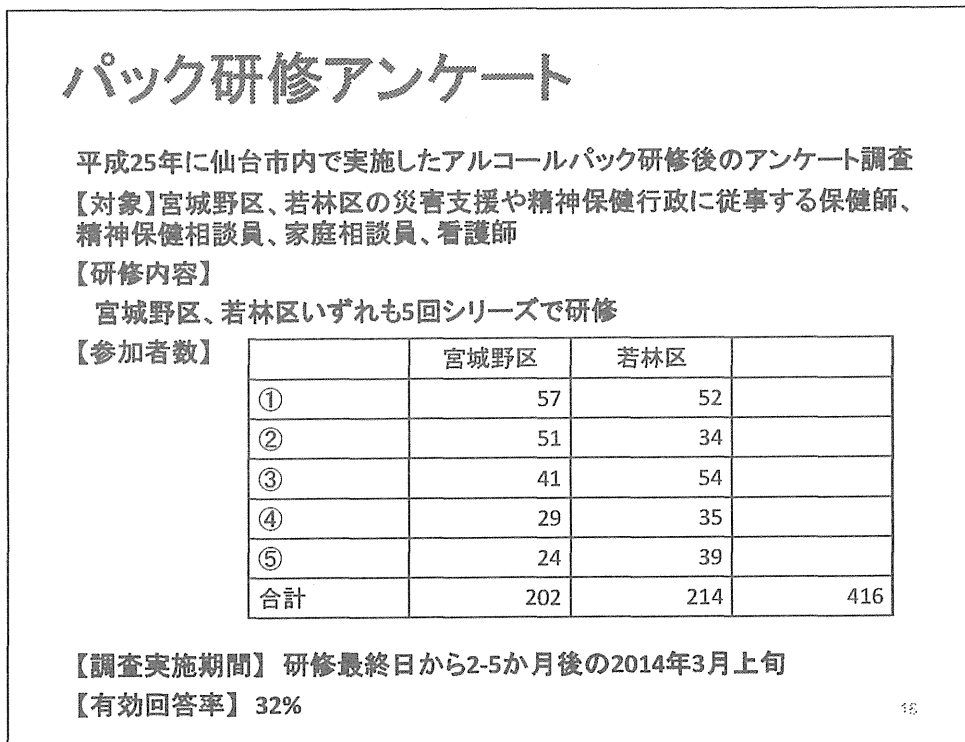 パック研修アンケート
平成25年に仙台市内で実施したアルコールパック研修後のアンケート調査
【対象】宮城野区、若林区の災害支援や精神保健行政に従事する保健師、
精神保健相談員、家庭相談員、看護師
【研修内容】
宮城野区、若林区いずれも5回シリーズで研修
【参加者数】
宮城野区 若林区
① 57 52
② 51 34
③ 41 54
④ 29 35
⑤ 24 39
合計 202 214 416
【調査実施期間】 研修最終日から2-5か月後の2014年3月上旬
【有効回答率】 32%